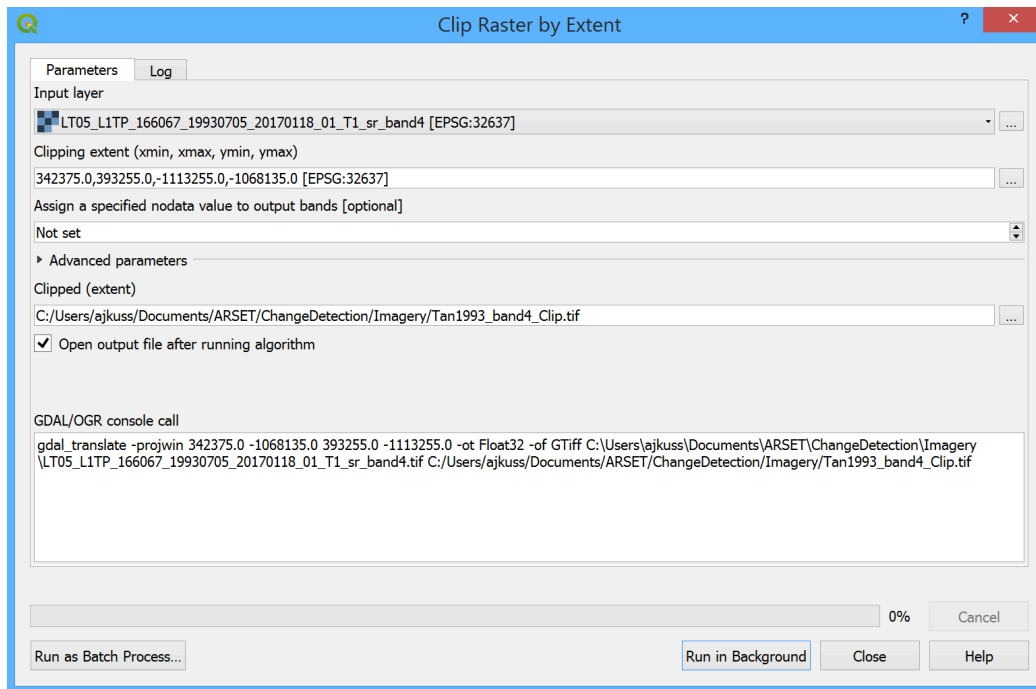 Clip Raster by Extent
?
Parameters
Log
Input layer
LT05_L1TP_166067_19930705_20170118_01_T1_sr_band4 [EPSG:32637]
...
Clipping extent (xmin, xmax, ymin, ymax)
342375.0,393255.0,-1113255.0,-1068135.0 [EPSG:32637]
...
Assign a specified nodata value to output bands [optional]
Not set
Advanced parameters
Clipped (extent)
C:/Users/ajkuss/Documents/ARSET/ChangeDetection/Imagery/Tan1993_band4_Clip.tif
...
Open output file after running algorithm
GDAL/OGR console call
gdal_translate -projwin 342375.0 -1068135.0 393255.0 -1113255.0 -ot Float32 -of GTiff C:\Users\ajkuss\Documents\ARSET\ChangeDetection\Imagery
\LT05_L1TP_166067_19930705_20170118_01_T1_sr_band4.tif C:/Users/ajkuss/Documents/ARSET/ChangeDetection/Imagery/Tan1993_band4_Clip.tif
0%
Cancel
Run as Batch Process...
Run in Background
Close
Help